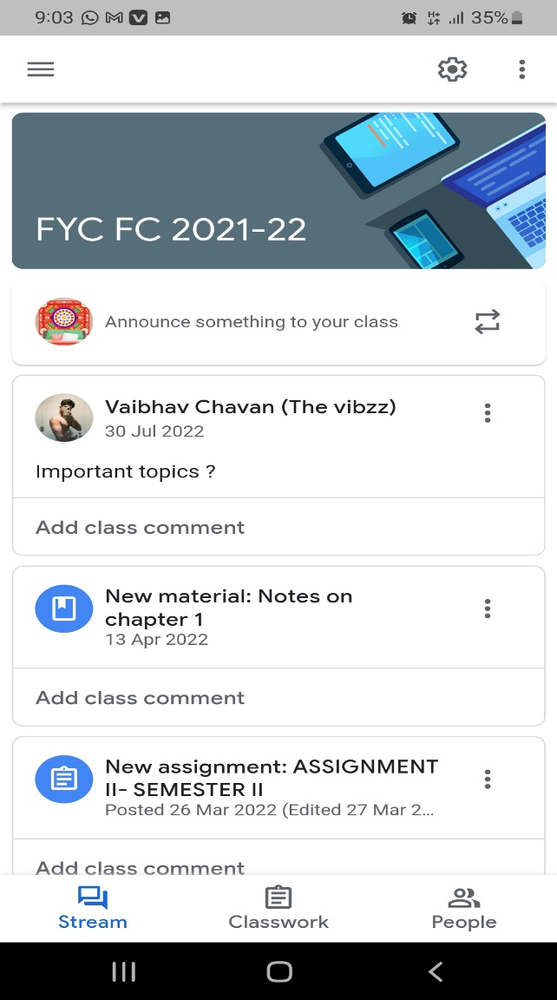 9:03
H+
35%
FYC FC 2021-22
Announce something to your class
Vaibhav Chavan (The vibzz)
30 Jul 2022
Important topics ?
Add class comment
New material: Notes on
chapter 1
13 Apr 2022
Add class comment
New assignment: ASSIGNMENT
II- SEMESTER II
Posted 26 Mar 2022 (Edited 27 Mar 2...
Add class comment
Stream
Classwork
People